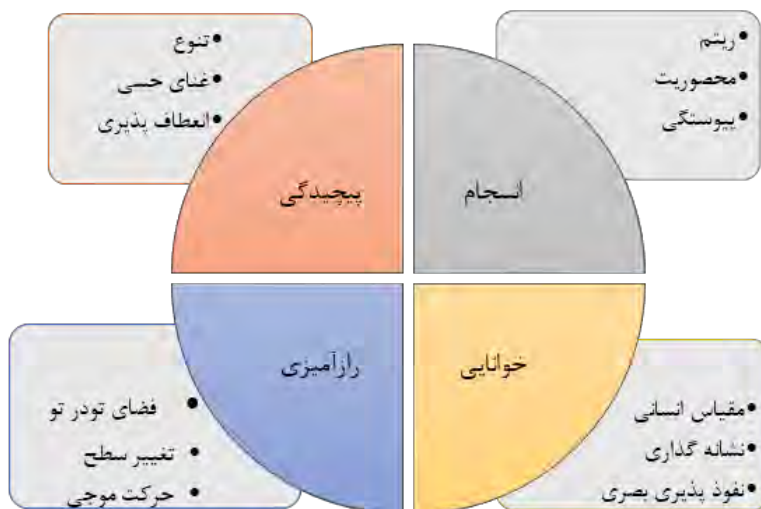 • ریتم
• محصوریت
• پیوستگی
انسجام
• تنوع
• غنای حسی
• انعطاف پذیری
پیچیدگی
خوانایی
• مقیاس انسانی
• نشانه گذاری
• نفوذ پذیری بصری
رازآمیزی
• فضای تودر تو
• تغییر سطح
• حرکت موجی